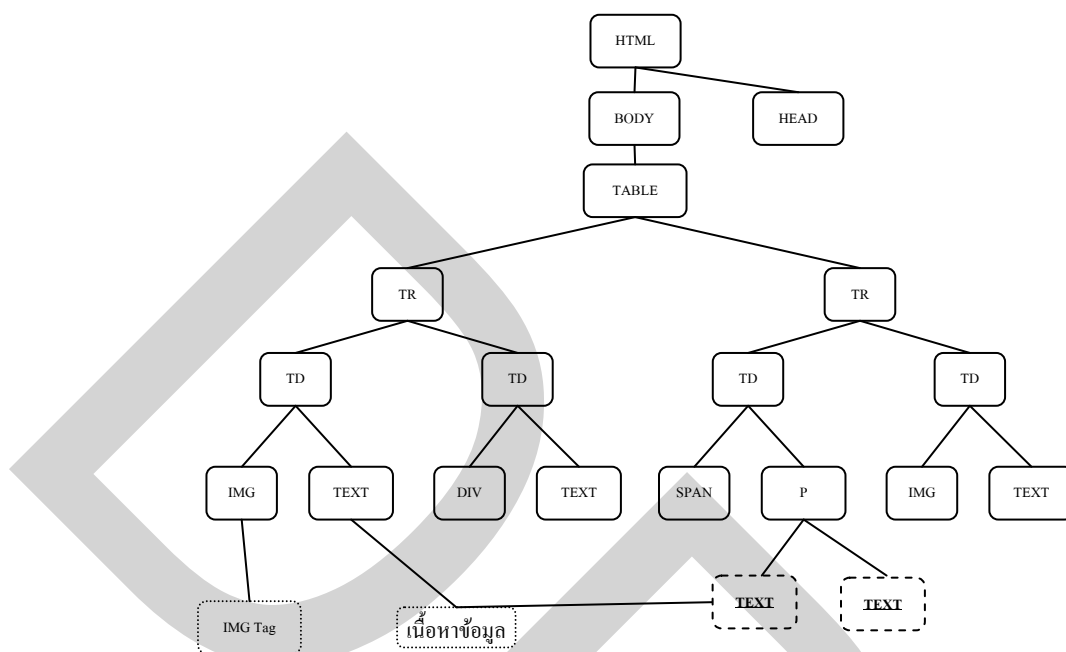 HTML
BODY
HEAD
TABLE
TR
TR
TD
TD
TD
TD
IMG
TEXT
DIV
TEXT
SPAN
P
IMG
TEXT
IMG Tag
เนื้อหาข้อมูล
TEXT
TEXT